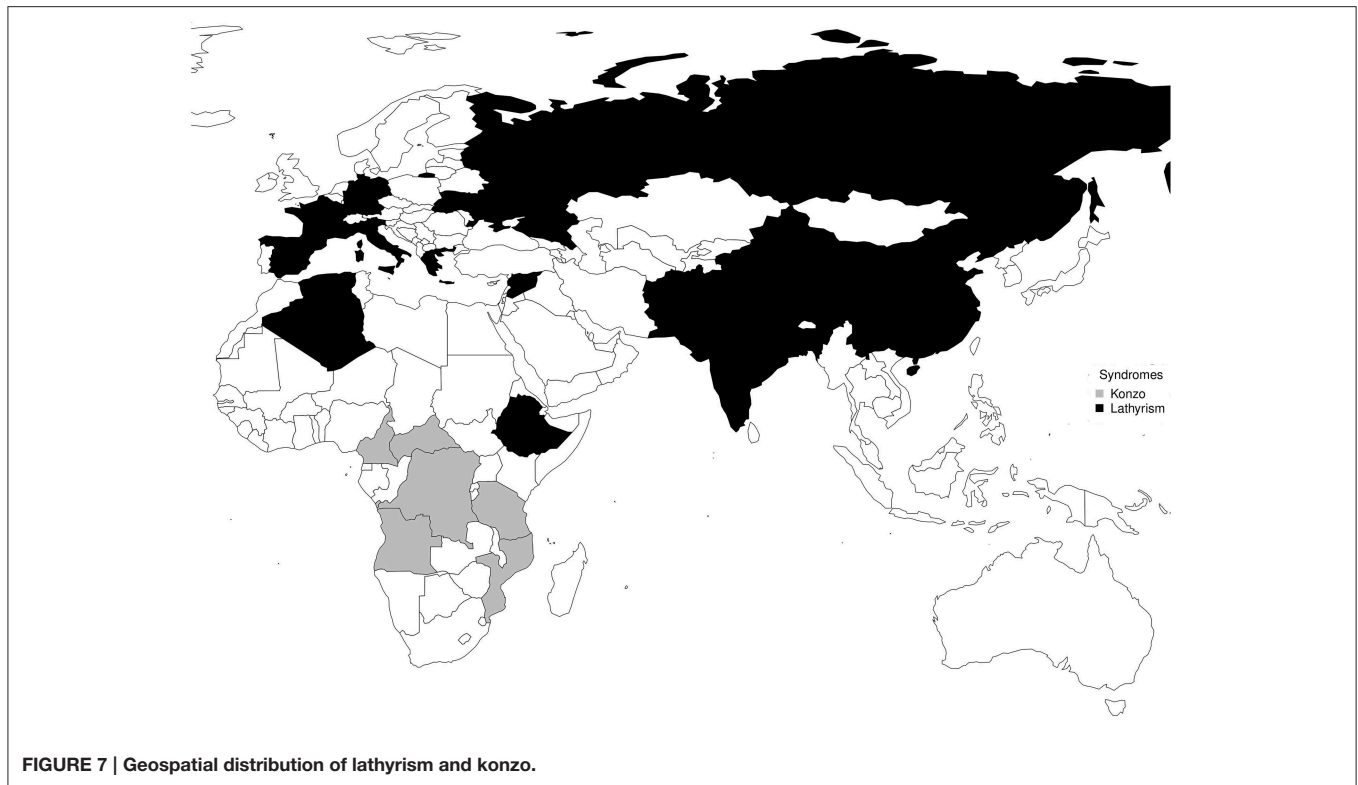 Syndromes
Konzo
Lathyrism
FIGURE 7 | Geospatial distribution of lathyrism and konzo.